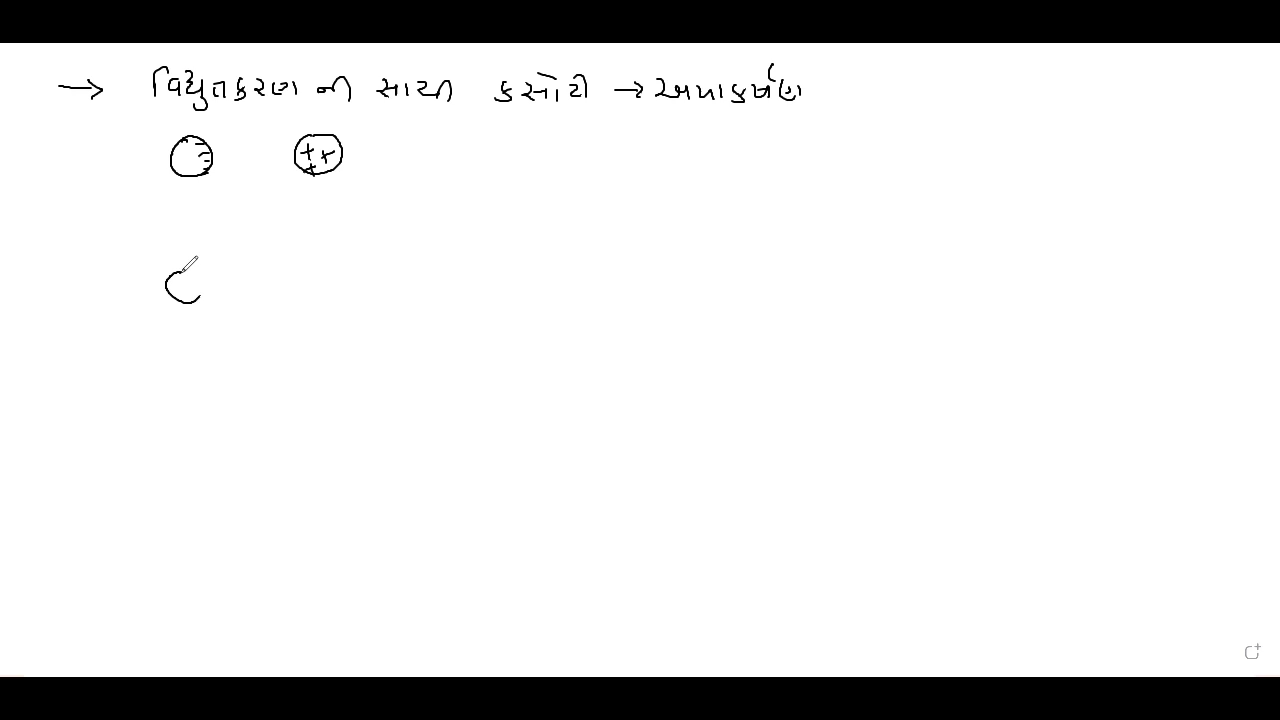 → વિદ્યુતકરણ ની સાચી કસોટી → અપાકર્ષણ
+ + +